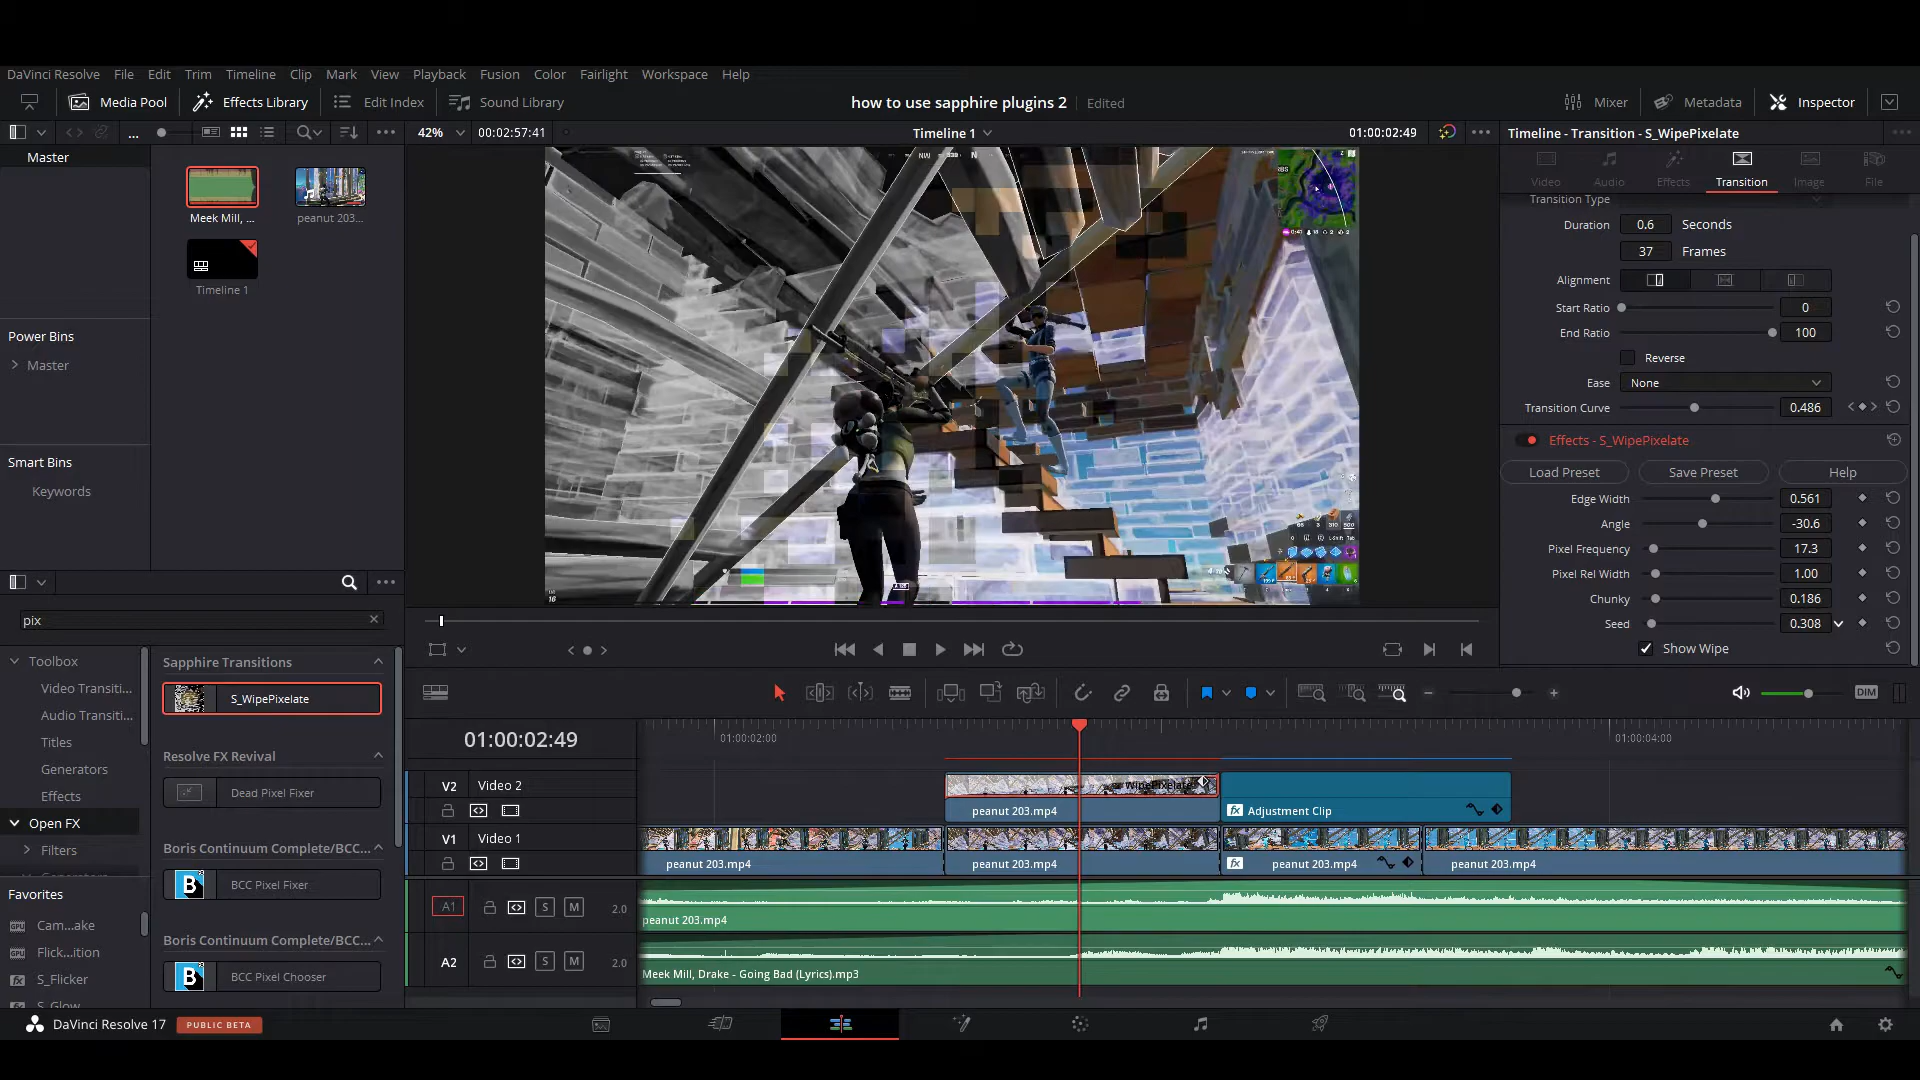 DaVinci Resolve File Edit Trim Timeline Clip Mark View Playback Fusion Color Fairlight Workspace Help
Media Pool Effects Library Edit Index Sound Library how to use sapphire plugins 2 Edited Mixer Metadata Inspector
42% 00:02:57:41 Timeline 1 01:00:02:49 Timeline - Transition - S_WipePixelate
Master
Video Audio Effects Transition Image File
Meek Mill, ... peanut 203...
Timeline 1
Transition Type
Duration 0.6 Seconds
37 Frames
Alignment
Start Ratio 0
End Ratio 100
Reverse
Ease None
Transition Curve 0.486
Effects - S_WipePixelate
Load Preset Save Preset Help
Edge Width 0.561
Angle -30.6
Pixel Frequency 17.3
Pixel Rel Width 1.00
Chunky 0.186
Seed 0.308
Show Wipe
Power Bins
Master
Smart Bins
Keywords
NW N
pix
Toolbox
Video Transiti...
Audio Transiti...
Titles
Generators
Effects
Open FX
Filters
Favorites
Cam...ake
Flick...ition
S_Flicker
S_Glow
Sapphire Transitions
S_WipePixelate
Resolve FX Revival
Dead Pixel Fixer
Boris Continuum Complete/BCC...
BCC Pixel Fixer
Boris Continuum Complete/BCC...
BCC Pixel Chooser
DIM
01:00:02:49 01:00:02:00 01:00:04:00
V2 Video 2
peanut 203.mp4 Adjustment Clip
V1 Video 1
peanut 203.mp4 peanut 203.mp4 peanut 203.mp4 peanut 203.mp4
A1 S M 2.0
peanut 203.mp4
A2 S M 2.0
Meek Mill, Drake - Going Bad (Lyrics).mp3
DaVinci Resolve 17 PUBLIC BETA